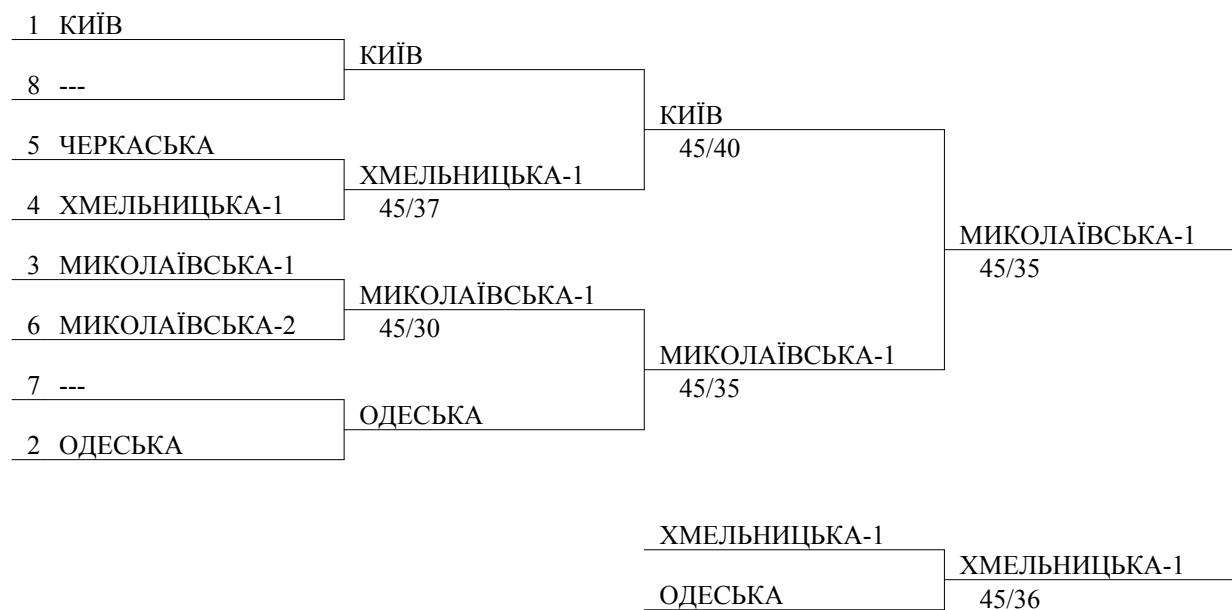 1 КИЇВ
КИЇВ
8 ---
КИЇВ
45/40
5 ЧЕРКАСЬКА
ХМЕЛЬНИЦЬКА-1
45/37
4 ХМЕЛЬНИЦЬКА-1
МИКОЛАЇВСЬКА-1
45/35
3 МИКОЛАЇВСЬКА-1
МИКОЛАЇВСЬКА-1
45/30
6 МИКОЛАЇВСЬКА-2
МИКОЛАЇВСЬКА-1
45/35
7 ---
ОДЕСЬКА
2 ОДЕСЬКА
ХМЕЛЬНИЦЬКА-1
ХМЕЛЬНИЦЬКА-1
45/36
ОДЕСЬКА